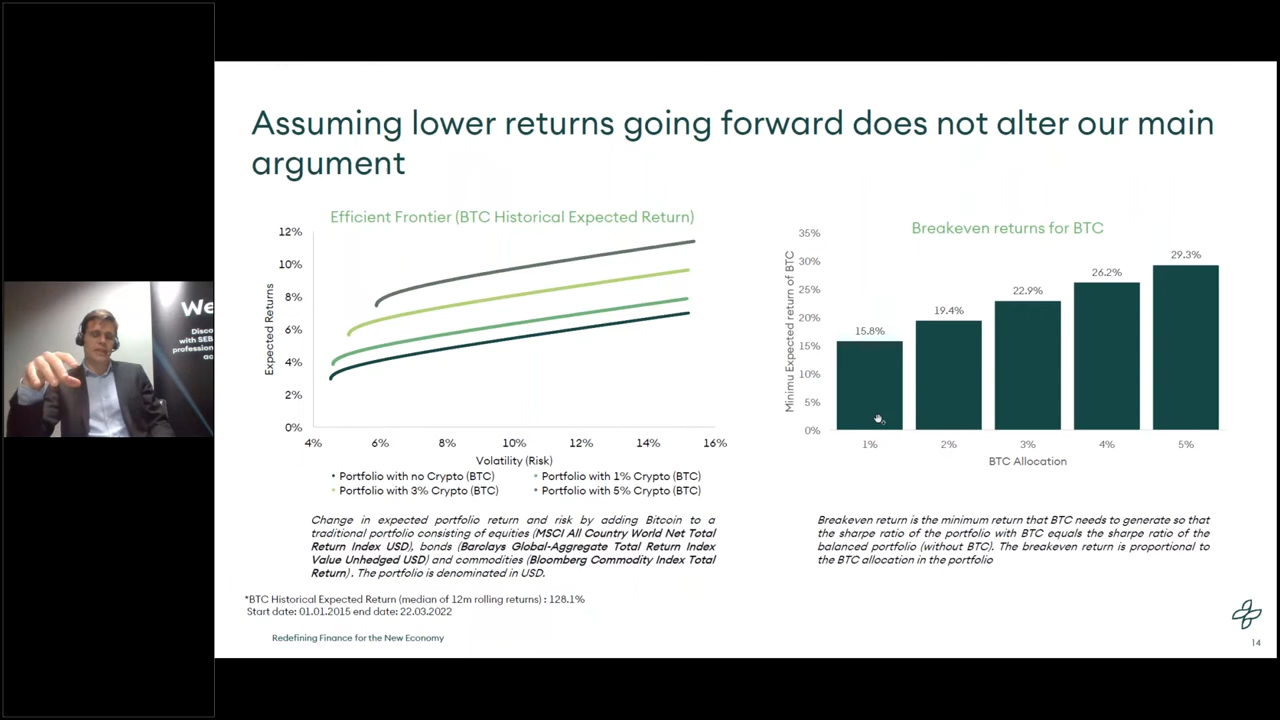 Assuming lower returns going forward does not alter our main
argument
Efficient Frontier (BTC Historical Expected Return)
12%
10%
8%
6%
4%
2%
0%
Expected Returns
4%
6%
8%
10%
12%
14%
16%
Volatility (Risk)
Portfolio with no Crypto (BTC)
Portfolio with 1% Crypto (BTC)
Portfolio with 3% Crypto (BTC)
Portfolio with 5% Crypto (BTC)
Change in expected portfolio return and risk by adding Bitcoin to a
traditional portfolio consisting of equities (MSCI All Country World Net Total
Return Index USD), bonds (Barolays Global-Aggregate Total Return Index
Value Unhedged USD) and commodities (Bloomberg Commodity Index Total
Return) . The portfolio is denominated in USD.
Breakeven returns for BTC
35%
30%
25%
20%
15%
10%
5%
0%
Minimu Expected return of BTC
15.8%
19.4%
22.9%
26.2%
29.3%
1%
2%
3%
4%
5%
BTC Allocation
Breakeven return is the minimum return that BTC needs to generate so that
the sharpe ratio of the portfolio with BTC equals the sharpe ratio of the
balanced portfolio (without BTC). The breakeven return is proportional to
the BTC allocation in the portfolio
*BTC Historical Expected Return (median of 12m rolling returns) : 128.1%
Start date: 01.01.2015 end date: 22.03.2022
Redefining Finance for the New Economy
14
We
Disco
with SEB
profession
ac